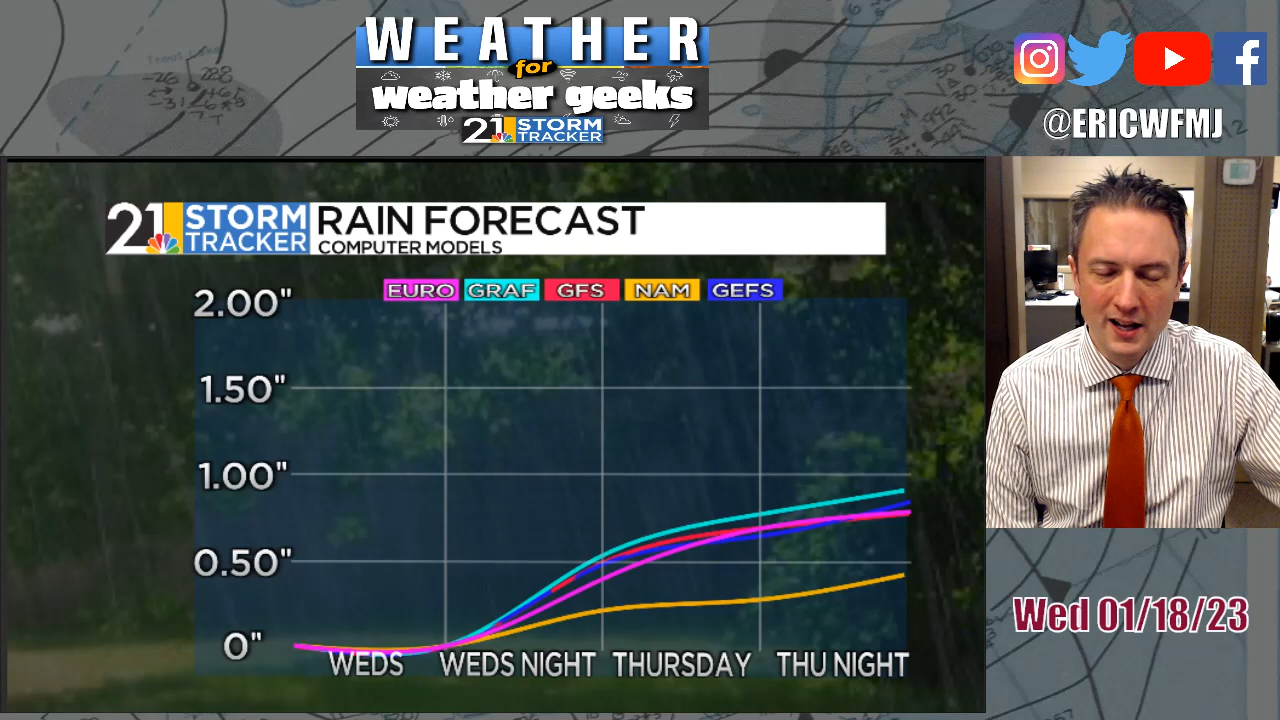 WEATHER
for
weather geeks
21 STORM
TRACKER
@ERICWFMJ
21 STORM
TRACKER
RAIN FORECAST
COMPUTER MODELS
EURO GRAF GFS NAM GEFS
2.00"
1.50"
1.00"
0.50"
0"
WEDS WEDS NIGHT THURSDAY THU NIGHT
Wed 01/18/23